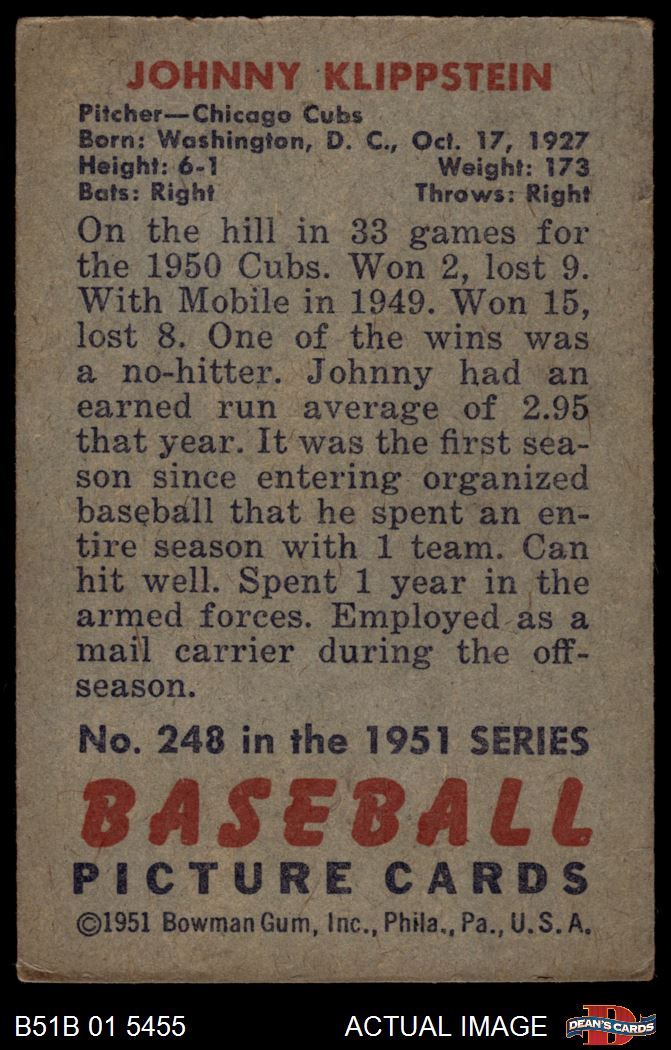 JOHNNY KLIPPSTEIN
Pitcher—Chicago Cubs
Born: Washington, D. C., Oct. 17, 1927
Height: 6-1 Weight: 173
Bats: Right Throws: Right
On the hill in 33 games for
the 1950 Cubs. Won 2, lost 9.
With Mobile in 1949. Won 15,
lost 8. One of the wins was
a no-hitter. Johnny had an
earned run average of 2.95
that year. It was the first sea-
son since entering organized
baseball that he spent an en-
tire season with 1 team. Can
hit well. Spent 1 year in the
armed forces. Employed as a
mail carrier during the off-
season.
No. 248 in the 1951 SERIES
BASEBALL
PICTURE CARDS
©1951 Bowman Gum, Inc., Phila., Pa., U.S.A.
B51B 01 5455 ACTUAL IMAGE D DEAN'S CARDS